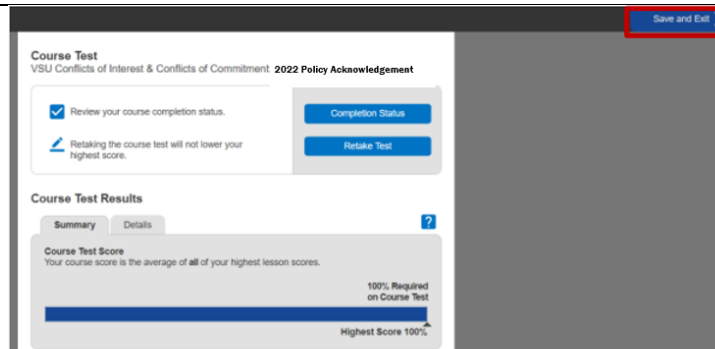 Save and Exit
Course Test
VSU Conflicts of Interest & Conflicts of Commitment 2022 Policy Acknowledgement
Review your course completion status.
Completion Status
Retaking the course test will not lower your
highest score.
Retake Test
Course Test Results
Summary Details
?
Course Test Score
Your course score is the average of all of your highest lesson scores.
100% Required
on Course Test
Highest Score 100%